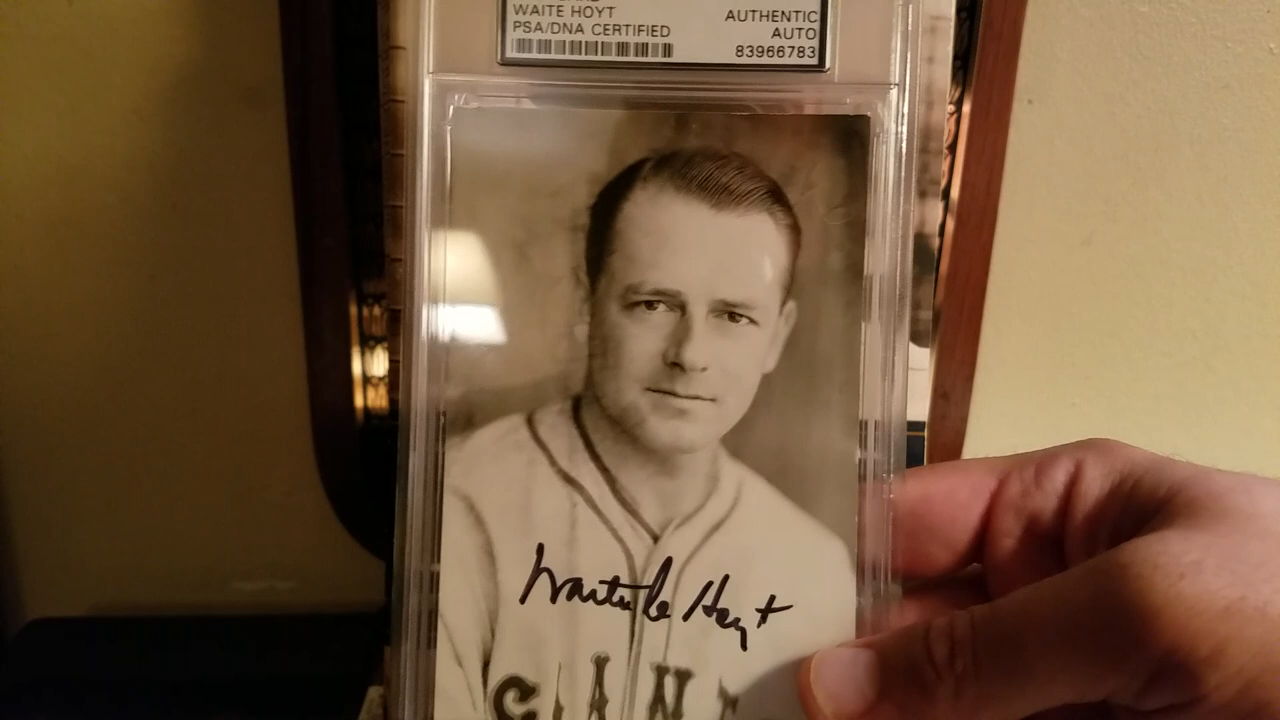 WAITE HOYT
PSA/DNA CERTIFIED
AUTHENTIC
AUTO
83966783
Waite Hoyt
GIAN